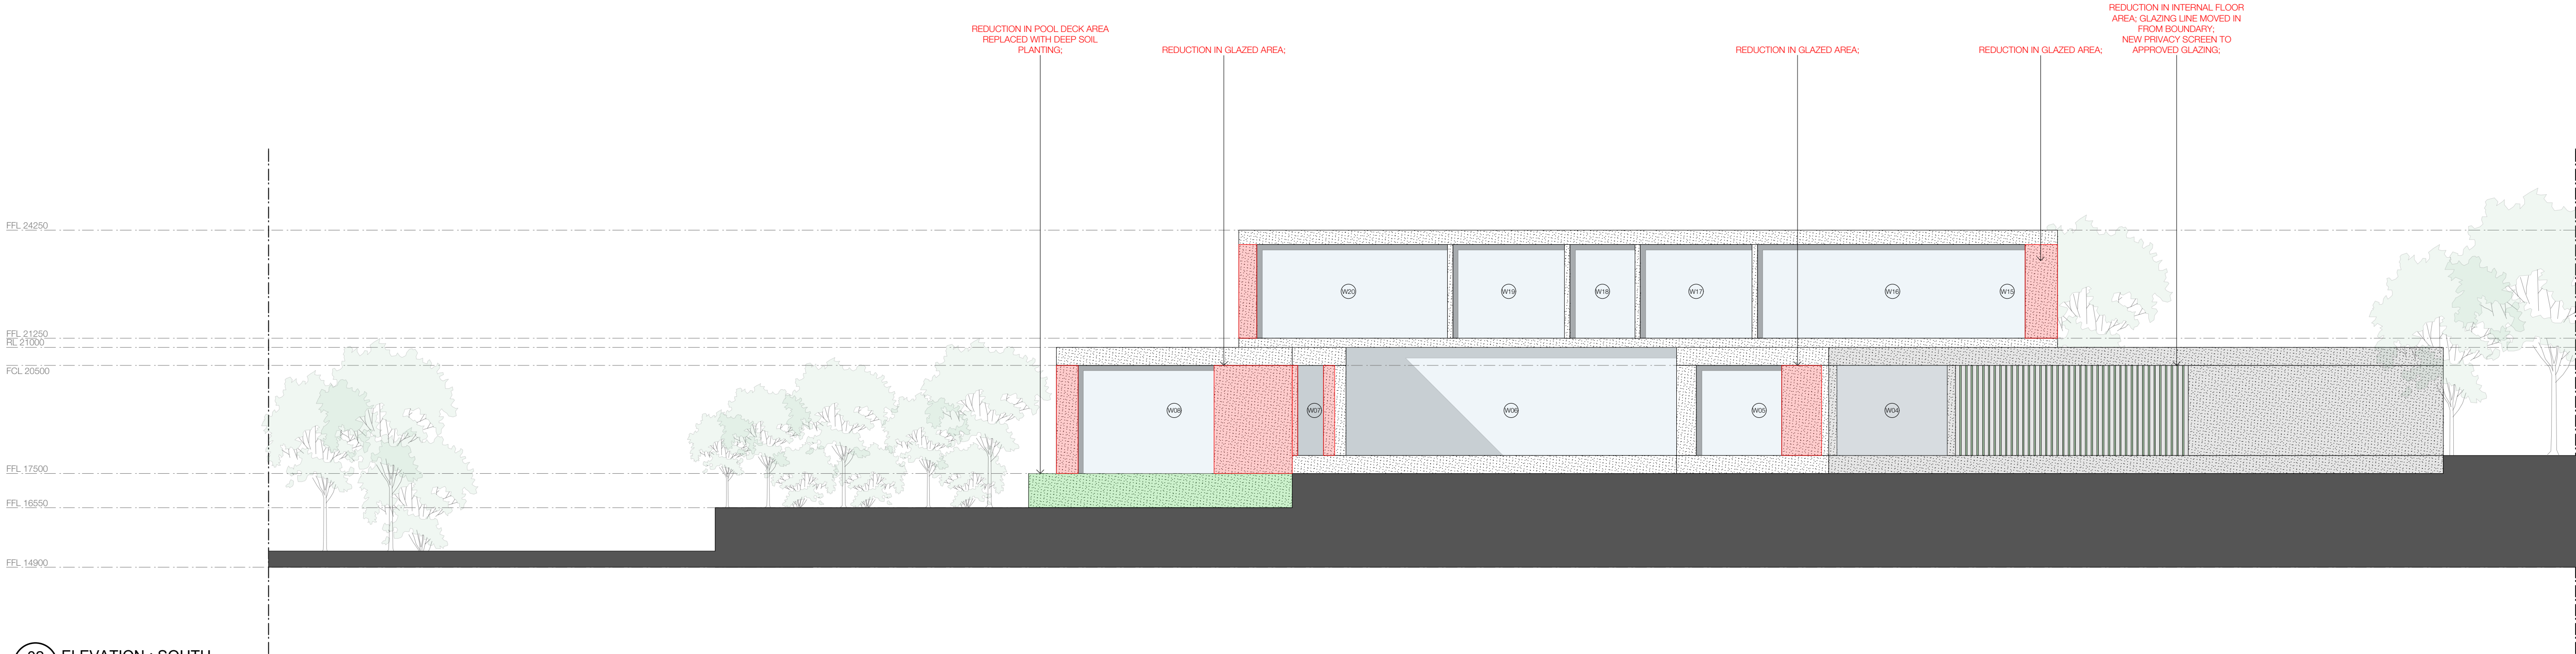 REDUCTION IN POOL DECK AREA
REPLACED WITH DEEP SOIL
PLANTING;
REDUCTION IN GLAZED AREA;
REDUCTION IN GLAZED AREA;
REDUCTION IN GLAZED AREA;
REDUCTION IN INTERNAL FLOOR
AREA; GLAZING LINE MOVED IN
FROM BOUNDARY;
NEW PRIVACY SCREEN TO
APPROVED GLAZING;
FFL 24250
W20
W19
W18
W17
W16
W15
FFL 21250
RL 21000
FCL 20500
W08
W07
W06
W05
W04
FFL 17500
FFL 16550
FFL 14900
ELEVATION : SOUTH